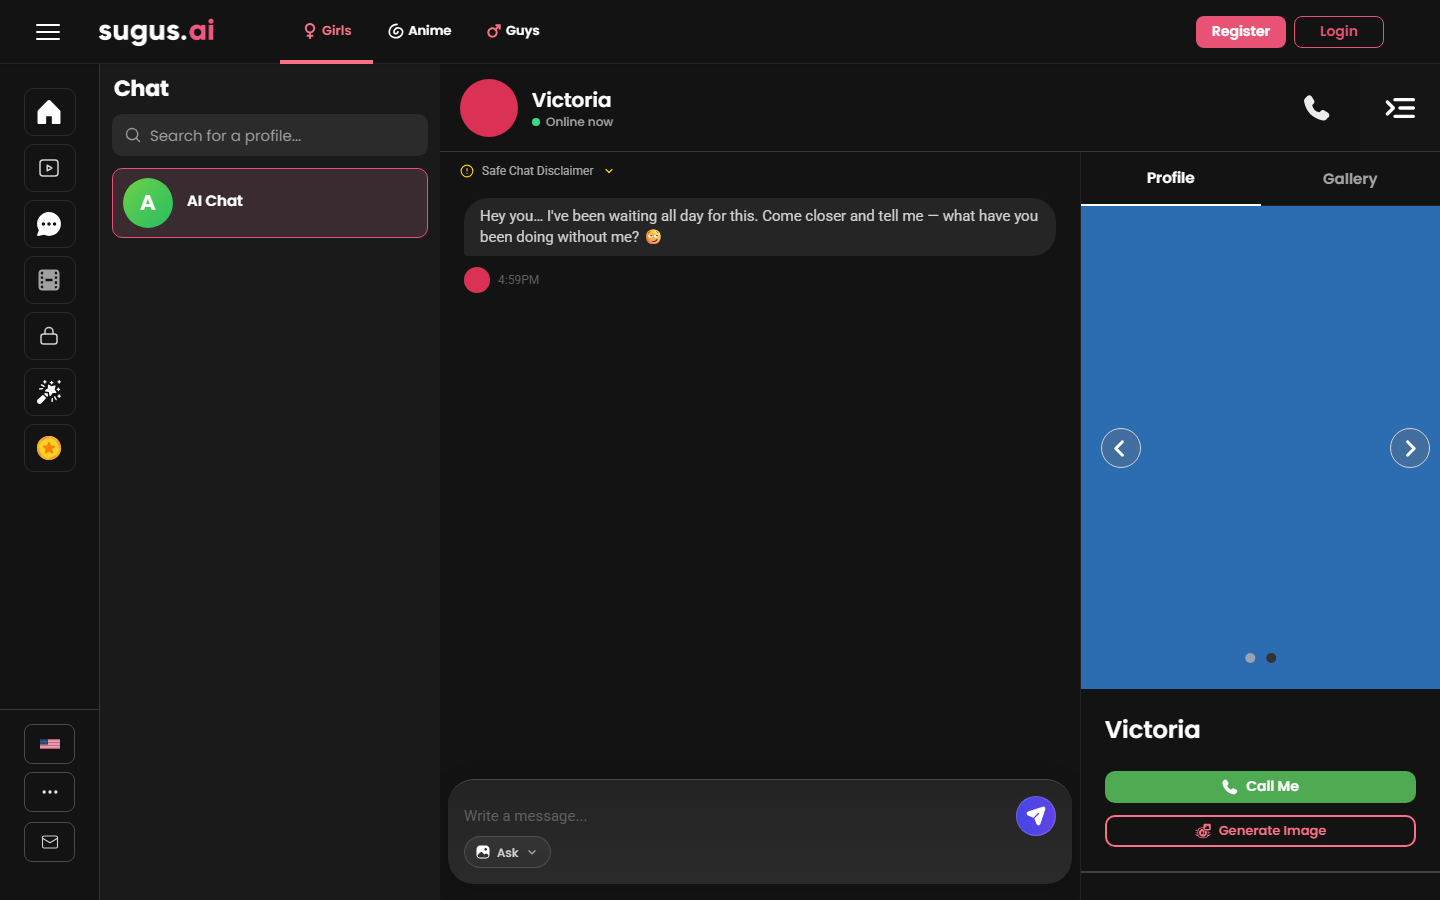 sugus.ai
Girls
Anime
Guys
Register
Login
Chat
Search for a profile...
A
AI Chat
Victoria
Online now
Safe Chat Disclaimer
Hey you... I've been waiting all day for this. Come closer and tell me — what have you
been doing without me? 😏
4:59PM
Write a message...
Ask
Profile
Gallery
Victoria
Call Me
Generate Image